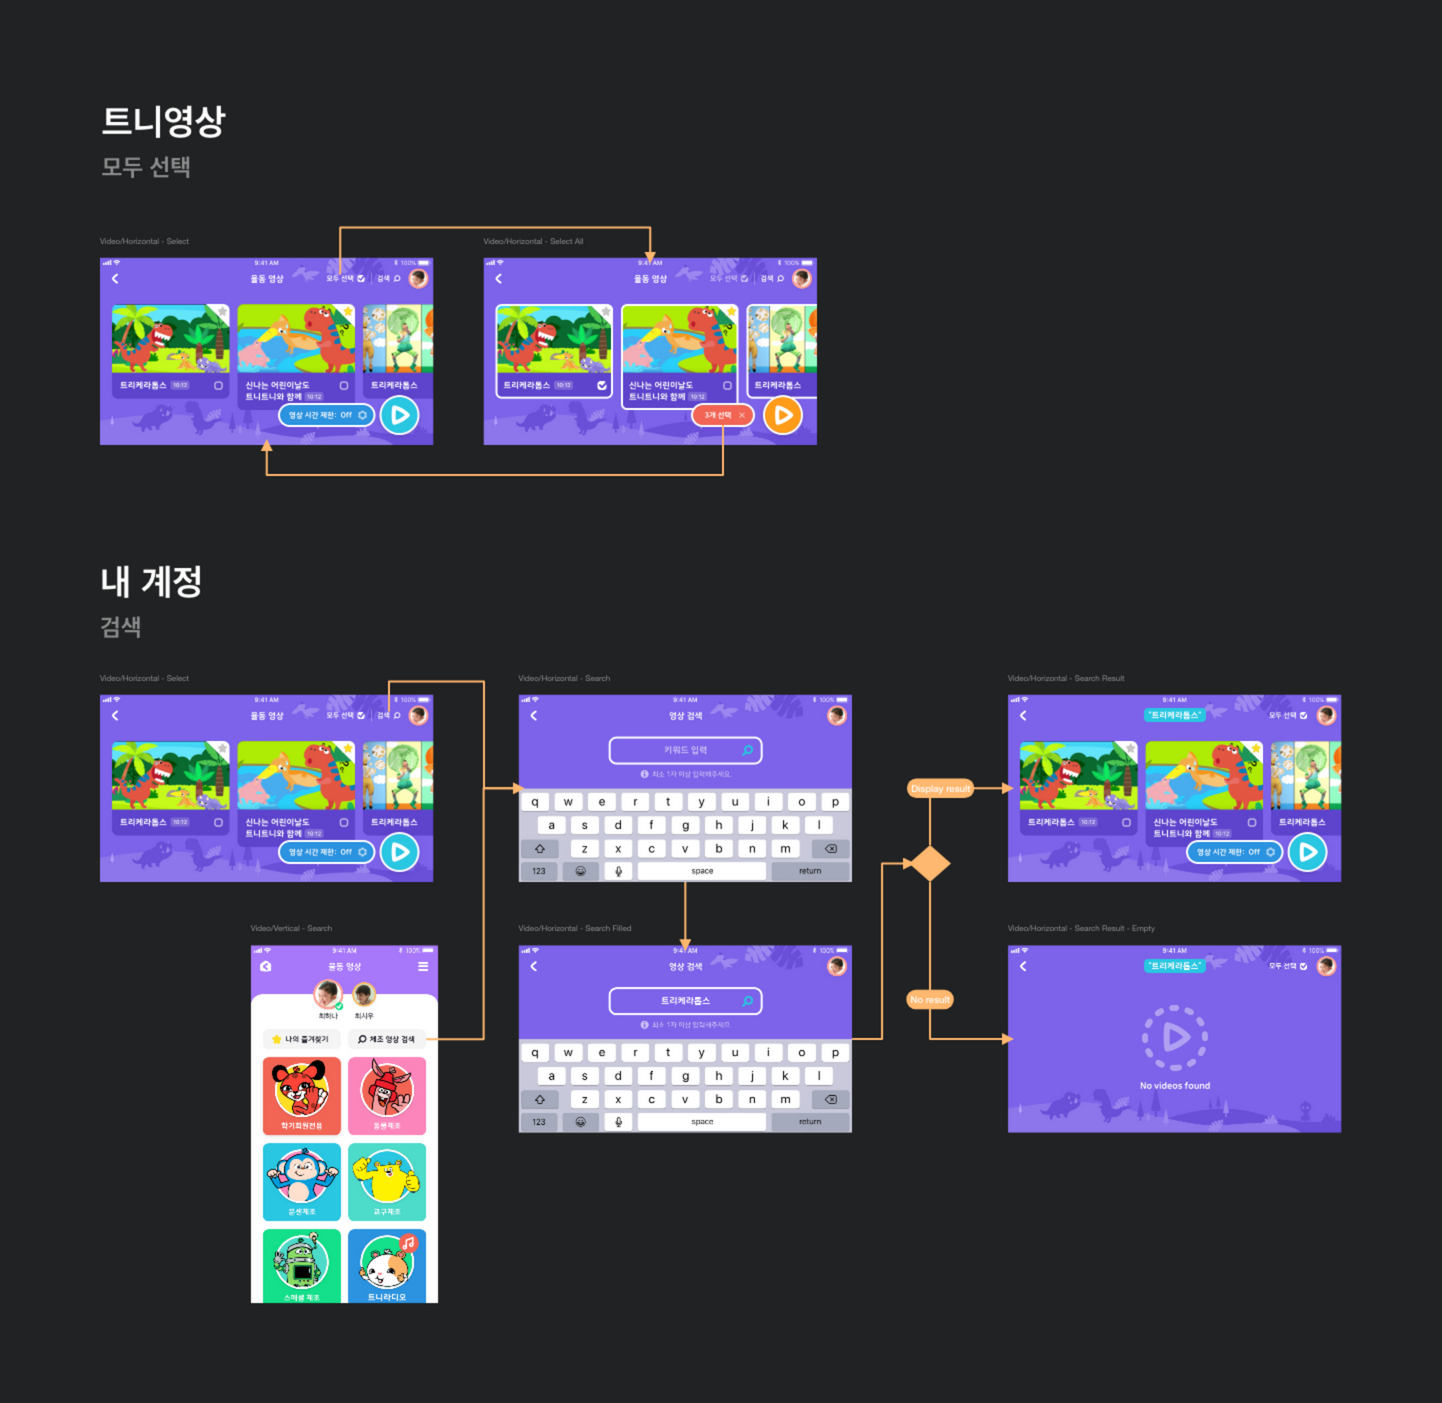 트니영상
모두 선택
Video/Horizontal - Select
9:41 AM
100%
율동 영상
모두 선택
검색
트리케라톱스 10:12
신나는 어린이날도
트니트니와 함께 10:12
트리케라톱스
영상 시간 제한: Off
Video/Horizontal - Select All
9:41 AM
100%
율동 영상
모두 선택
검색
트리케라톱스 10:12
신나는 어린이날도
트니트니와 함께 10:12
트리케라톱스
3개 선택 ×
내 계정
검색
Video/Horizontal - Select
9:41 AM
100%
율동 영상
모두 선택
검색
트리케라톱스 10:12
신나는 어린이날도
트니트니와 함께 10:12
트리케라톱스
영상 시간 제한: Off
Video/Vertical - Search
9:41 AM
100%
율동 영상
최하나
최시우
나의 즐겨찾기
체조 영상 검색
학기회원전용
동물체조
문센체조
교구체조
스페셜 체조
트니라디오
Video/Horizontal - Search
9:41 AM
100%
영상 검색
키워드 입력
최소 1자 이상 입력해주세요.
q w e r t y u i o p
a s d f g h j k l
z x c v b n m
123 space return
Video/Horizontal - Search Filled
9:41 AM
100%
영상 검색
트리케라톱스
최소 1자 이상 입력해주세요.
q w e r t y u i o p
a s d f g h j k l
z x c v b n m
123 space return
Display result
No result
Video/Horizontal - Search Result
9:41 AM
100%
"트리케라톱스"
모두 선택
트리케라톱스 10:12
신나는 어린이날도
트니트니와 함께 10:12
트리케라톱스
영상 시간 제한: Off
Video/Horizontal - Search Result - Empty
9:41 AM
100%
"트리케라톱스"
모두 선택
No videos found